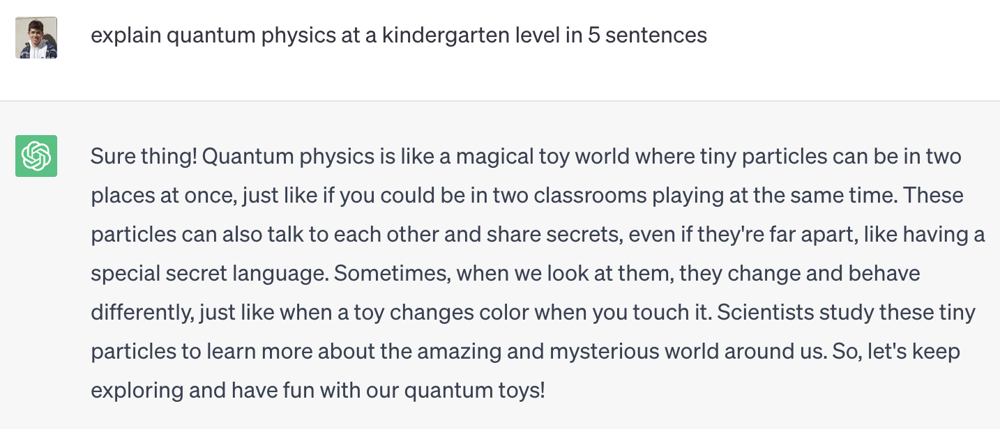 explain quantum physics at a kindergarten level in 5 sentences
Sure thing! Quantum physics is like a magical toy world where tiny particles can be in two
places at once, just like if you could be in two classrooms playing at the same time. These
particles can also talk to each other and share secrets, even if they're far apart, like having a
special secret language. Sometimes, when we look at them, they change and behave
differently, just like when a toy changes color when you touch it. Scientists study these tiny
particles to learn more about the amazing and mysterious world around us. So, let's keep
exploring and have fun with our quantum toys!